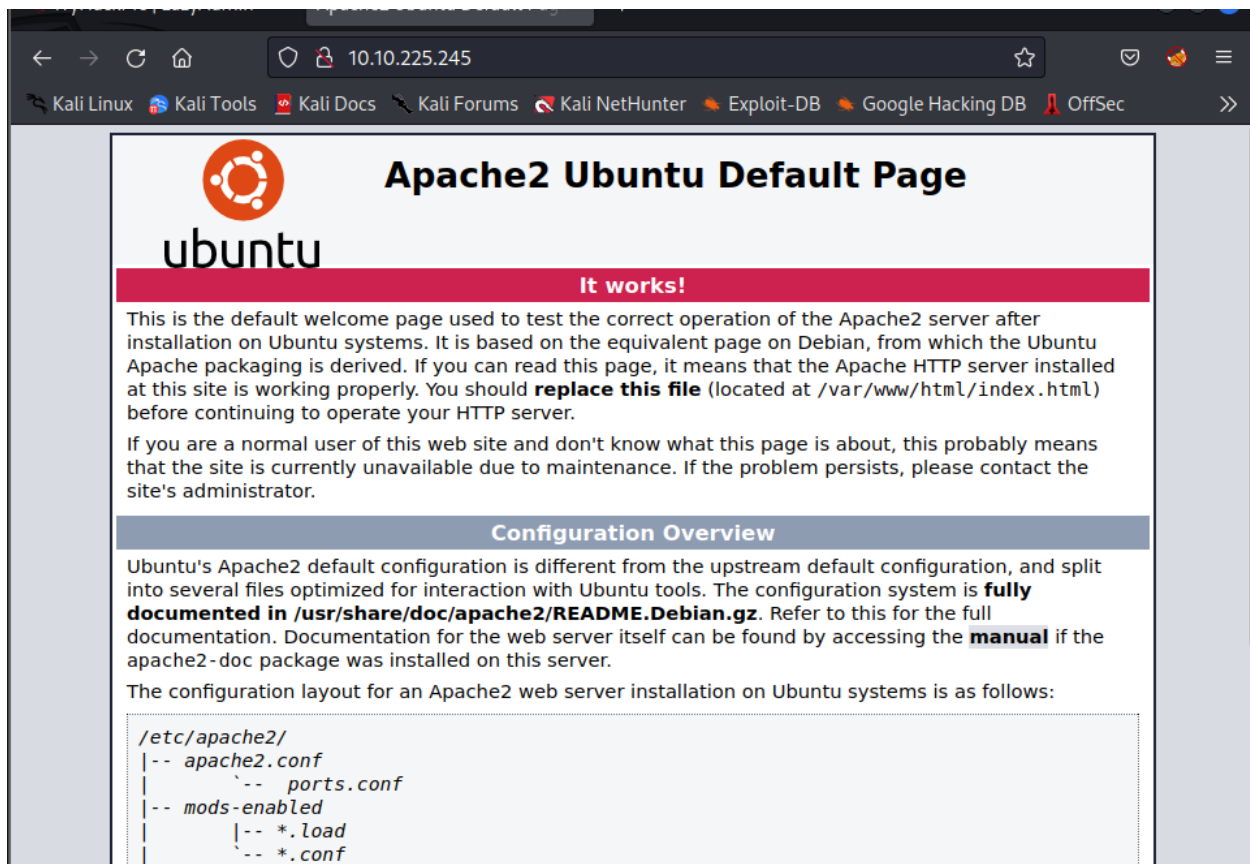 10.10.225.245
Kali Linux Kali Tools Kali Docs Kali Forums Kali NetHunter Exploit-DB Google Hacking DB OffSec
ubuntu
Apache2 Ubuntu Default Page
It works!
This is the default welcome page used to test the correct operation of the Apache2 server after
installation on Ubuntu systems. It is based on the equivalent page on Debian, from which the Ubuntu
Apache packaging is derived. If you can read this page, it means that the Apache HTTP server installed
at this site is working properly. You should replace this file (located at /var/www/html/index.html)
before continuing to operate your HTTP server.
If you are a normal user of this web site and don't know what this page is about, this probably means
that the site is currently unavailable due to maintenance. If the problem persists, please contact the
site's administrator.
Configuration Overview
Ubuntu's Apache2 default configuration is different from the upstream default configuration, and split
into several files optimized for interaction with Ubuntu tools. The configuration system is fully
documented in /usr/share/doc/apache2/README.Debian.gz. Refer to this for the full
documentation. Documentation for the web server itself can be found by accessing the manual if the
apache2-doc package was installed on this server.
The configuration layout for an Apache2 web server installation on Ubuntu systems is as follows:
/etc/apache2/
|-- apache2.conf
|       `--  ports.conf
|-- mods-enabled
|       |-- *.load
|       `-- *.conf